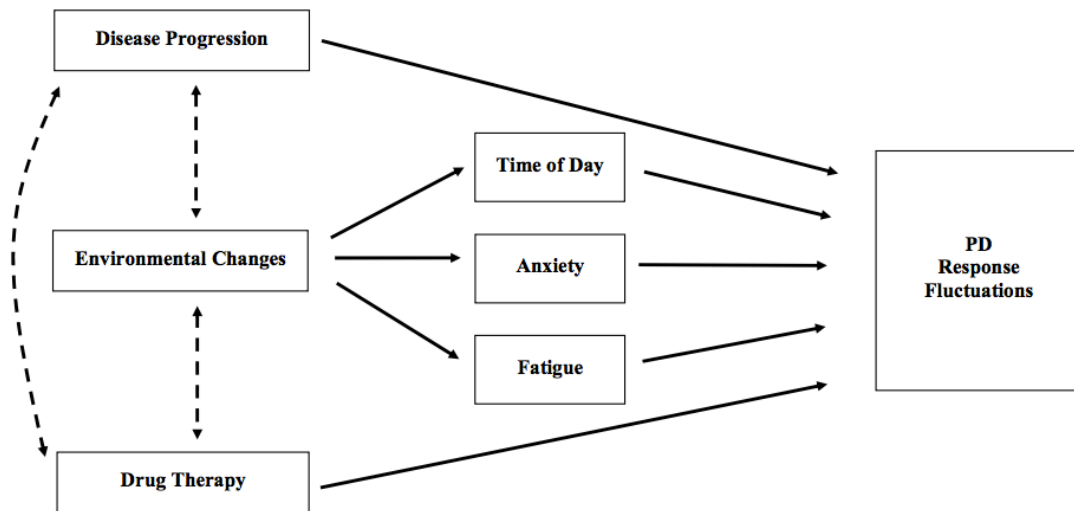 Disease Progression
Time of Day
Environmental Changes
Anxiety
PD
Response
Fluctuations
Fatigue
Drug Therapy